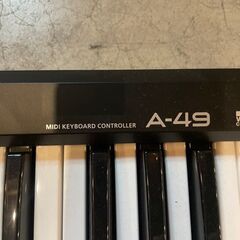 MIDI KEYBOARD CONTROLLER A-49